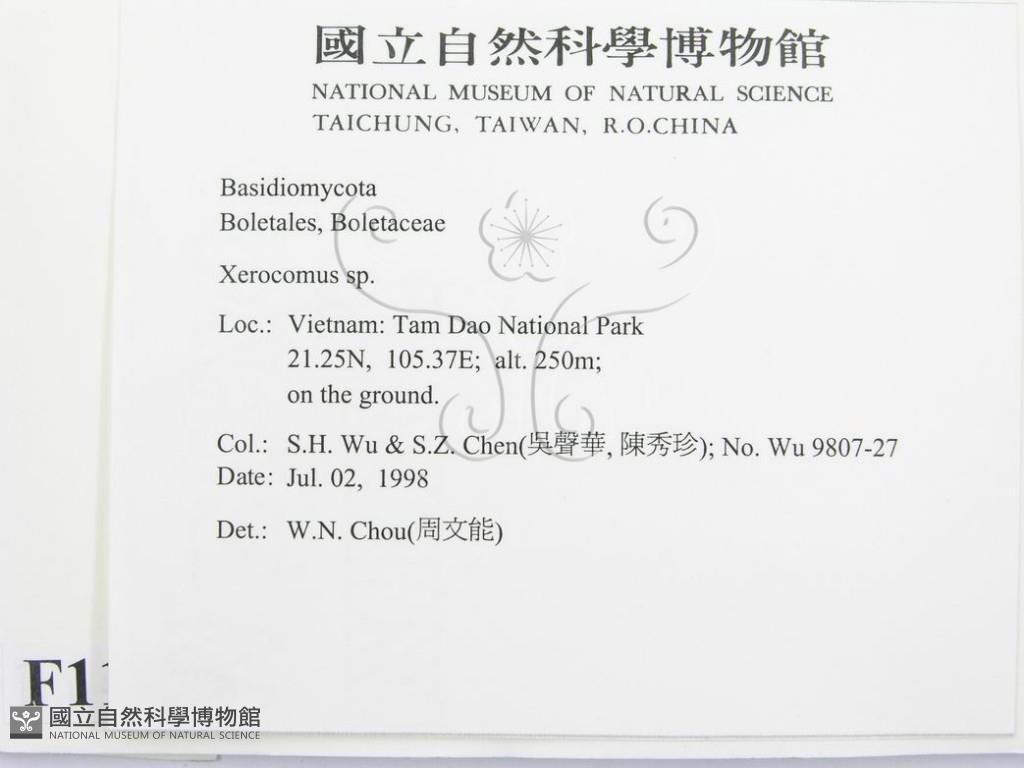 國立自然科學博物館
NATIONAL MUSEUM OF NATURAL SCIENCE
TAICHUNG, TAIWAN, R.O.CHINA
Basidiomycota
Boletales, Boletaceae
Xerocomus sp.
Loc.: Vietnam: Tam Dao National Park
21.25N, 105.37E; alt. 250m;
on the ground.
Col.: S.H. Wu & S.Z. Chen(吳聲華, 陳秀珍); No. Wu 9807-27
Date: Jul. 02, 1998
Det.: W.N. Chou(周文能)
國立自然科學博物館
NATIONAL MUSEUM OF NATURAL SCIENCE